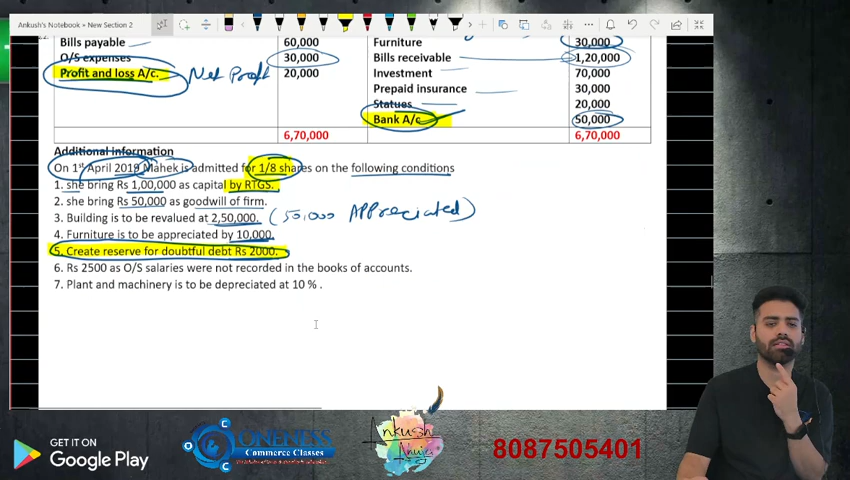 Ankush's Notebook » New Section 2
Bills payable 60,000 Furniture 30,000
O/S expenses 30,000 Bills receivable 1,20,000
Profit and loss A/c. Net Profit 20,000 Investment 70,000
Prepaid insurance 30,000
Statues 20,000
Bank A/c 50,000
6,70,000 6,70,000
Additional information
On 1st April 2019 Mahek is admitted for 1/8 shares on the following conditions
1. she bring Rs 1,00,000 as capital by RTGS.
2. she bring Rs 50,000 as goodwill of firm.
3. Building is to be revalued at 2,50,000. (50,000 Appreciated)
4. Furniture is to be appreciated by 10,000.
5. Create reserve for doubtful debt Rs 2000.
6. Rs 2500 as O/S salaries were not recorded in the books of accounts.
7. Plant and machinery is to be depreciated at 10 % .
GET IT ON
Google Play
ONENESS
Commerce Classes
Ankush
Ahuja
8087505401